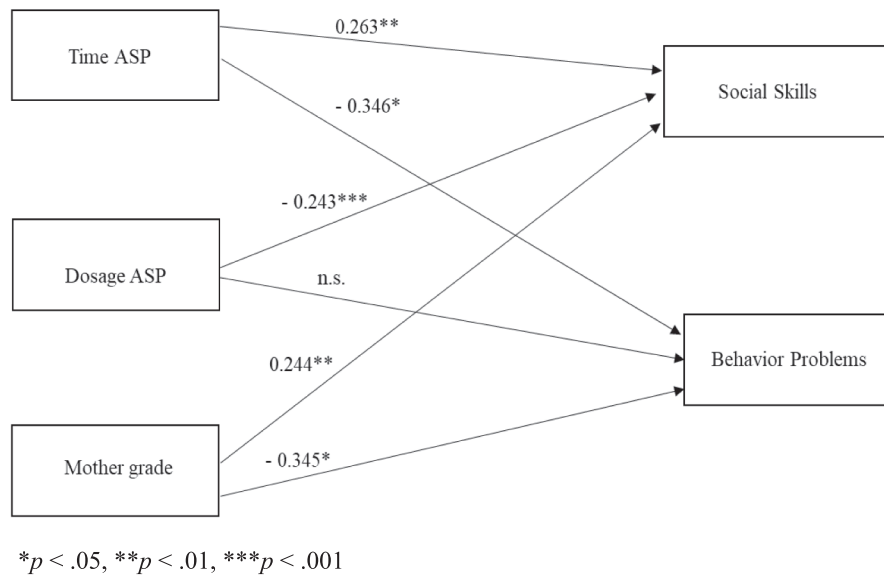 0.263**
Time ASP
Social Skills
- 0.346*
- 0.243***
Dosage ASP
n.s.
0.244**
Behavior Problems
Mother grade
- 0.345*
*p < .05, **p < .01, ***p < .001